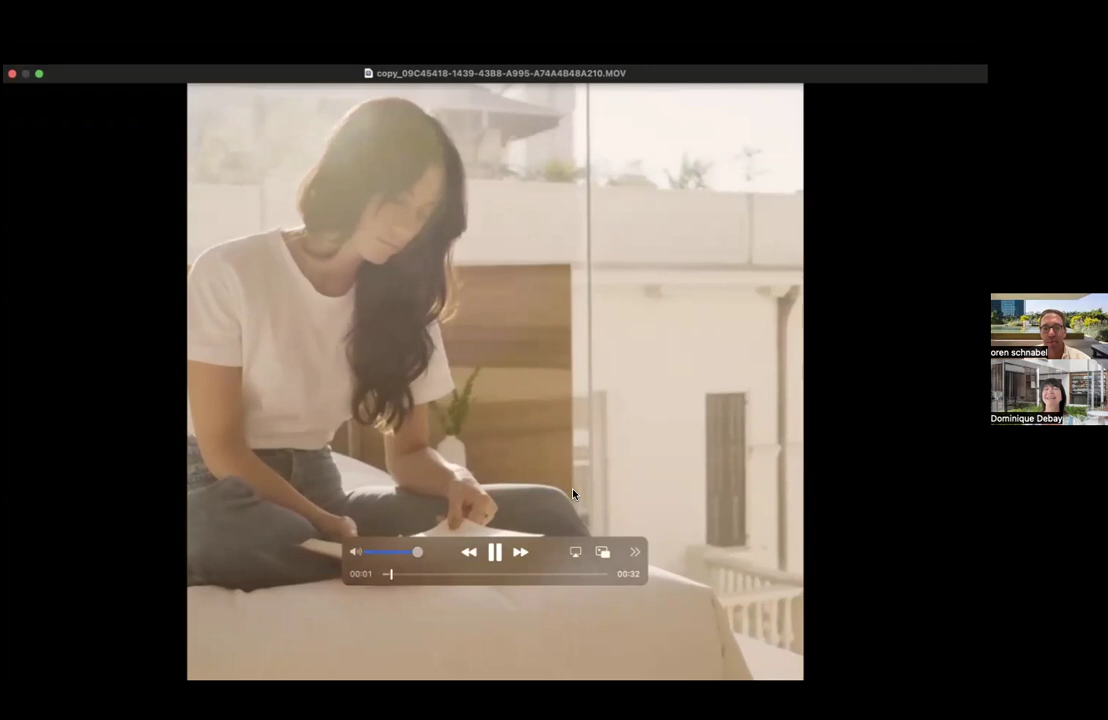 copy_09C45418-1439-43B8-A995-A74A4B48A210.MOV
00:01
00:32
oren schnabel
Dominique Debay